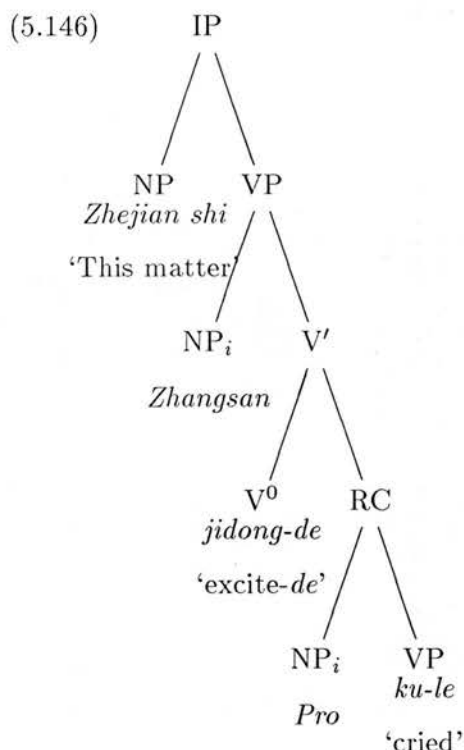 (5.146) IP
NP VP
Zhejian shi
‘This matter’
NPᵢ V′
Zhangsan
V⁰ RC
jidong-de
‘excite-de’
NPᵢ VP
ku-le
Pro
‘cried’